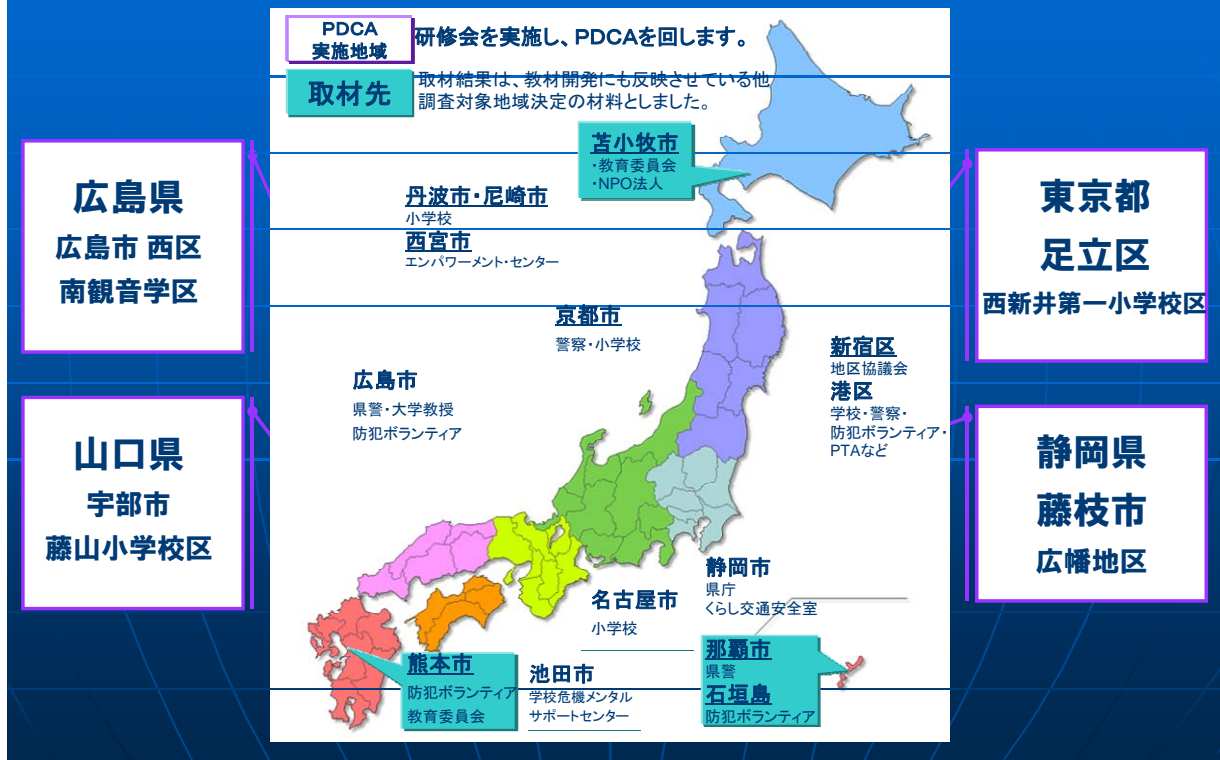 PDCA
実施地域
研修会を実施し、PDCAを回します。
取材先
取材結果は、教材開発にも反映させている他
調査対象地域決定の材料としました。
広島県
広島市 西区
南観音学区
山口県
宇部市
藤山小学校区
苫小牧市
・教育委員会
・NPO法人
丹波市・尼崎市
小学校
西宮市
エンパワーメント・センター
京都市
警察・小学校
広島市
県警・大学教授
防犯ボランティア
新宿区
地区協議会
港区
学校・警察・
防犯ボランティア・
PTAなど
静岡市
県庁
くらし交通安全室
名古屋市
小学校
熊本市
防犯ボランティア
教育委員会
池田市
学校危機メンタル
サポートセンター
那覇市
県警
石垣島
防犯ボランティア
東京都
足立区
西新井第一小学校区
静岡県
藤枝市
広幡地区